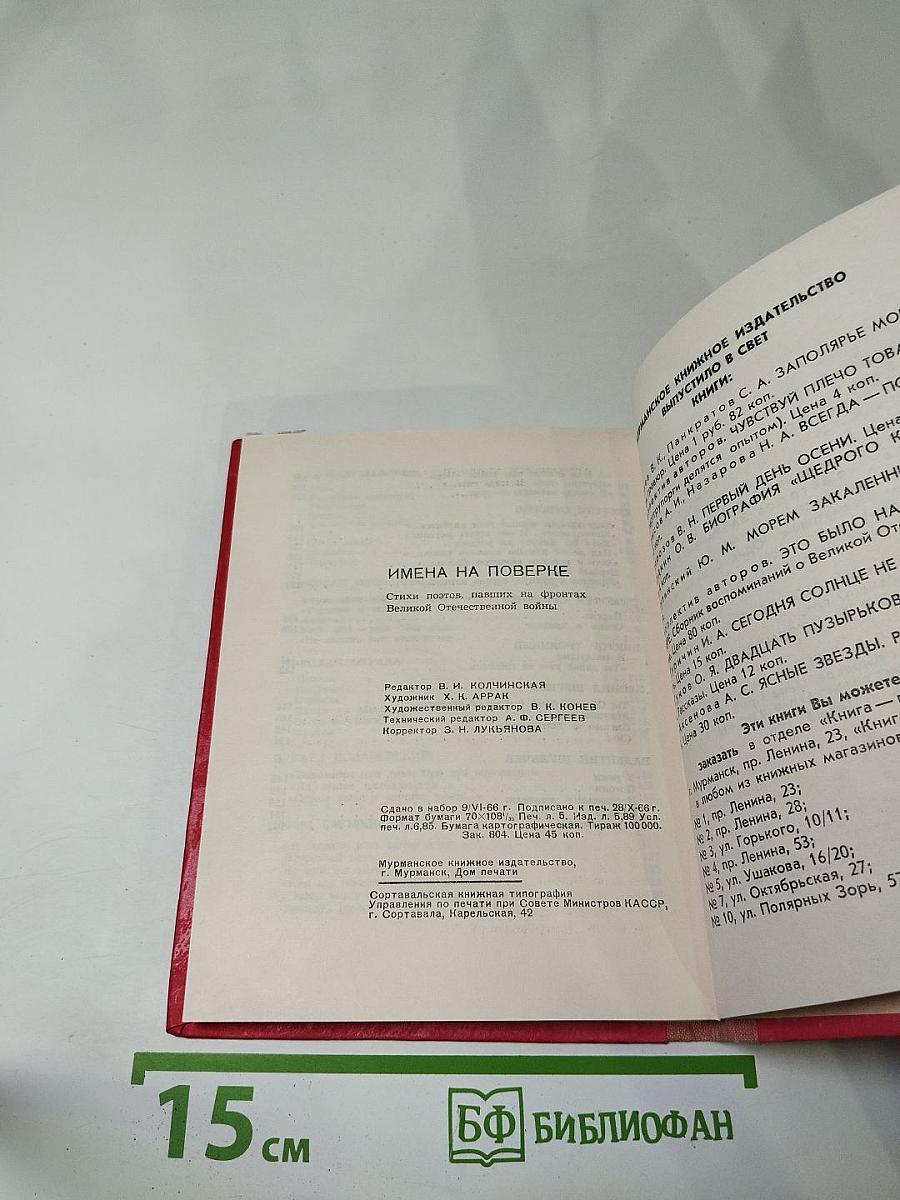 ИМЕНА НА ПОВЕРКЕ
Стихи поэтов, павших на фронтах
Великой Отечественной войны
Редактор В. И. КОЛЧИНСКАЯ
Художник Х. К. АРРАК
Художественный редактор В. К. КОНЕВ
Технический редактор А. Ф. СЕРГЕЕВ
Корректор З. Н. ЛУКЬЯНОВА
Сдано в набор 9/VI-66 г. Подписано к печ. 28/X-66 г.
Формат бумаги 70×108¹/₃₂ Печ. л. 5. Изд. л. 5,89 Усл.
печ. л. 6,85. Бумага картографическая. Тираж 100 000.
Зак. 804. Цена 45 коп.
Мурманское книжное издательство,
г. Мурманск, Дом печати
Сортавальская книжная типография
Управления по печати при Совете Министров КАССР,
г. Сортавала, Карельская, 42
КНИЖНОЕ ИЗДАТЕЛЬСТВО
ВЫПУСТИЛО В СВЕТ
КНИГИ:
В. К., Панкратов С. А. ЗАПОЛЯРЬЕ
Цена 1 руб. 82 коп.
авторов. ЧУВСТВУЙ ПЛЕЧО
делятся опытом). Цена 4 коп.
А. И., Назарова Н. А. ВСЕГДА —
В. Н. ПЕРВЫЙ ДЕНЬ ОСЕНИ. Цена
О. В. БИОГРАФИЯ «ЩЕДРОГО
Ю. М. МОРЕМ
авторов. ЭТО БЫЛО НА
Сборник воспоминаний о Великой
Цена 80 коп.
И. А. СЕГОДНЯ СОЛНЦЕ НЕ
Цена 15 коп.
О. Я. ДВАДЦАТЬ ПУЗЫРЬКОВ
Цена 12 коп.
А. С. ЯСНЫЕ ЗВЕЗДЫ.
Цена 30 коп.
Эти книги Вы можете
заказать в отделе «Книга —
Мурманск, пр. Ленина, 23,
в любом из книжных магазинов
№ 1, пр. Ленина, 23;
№ 2, пр. Ленина, 28;
№ 3, ул. Горького, 10/11;
№ 4, пр. Ленина, 53;
№ 5, ул. Ушакова, 16/20;
№ 7, ул. Октябрьская, 27;
№ 10, ул. Полярных Зорь,
15 см
БФ БИБЛИОФАН